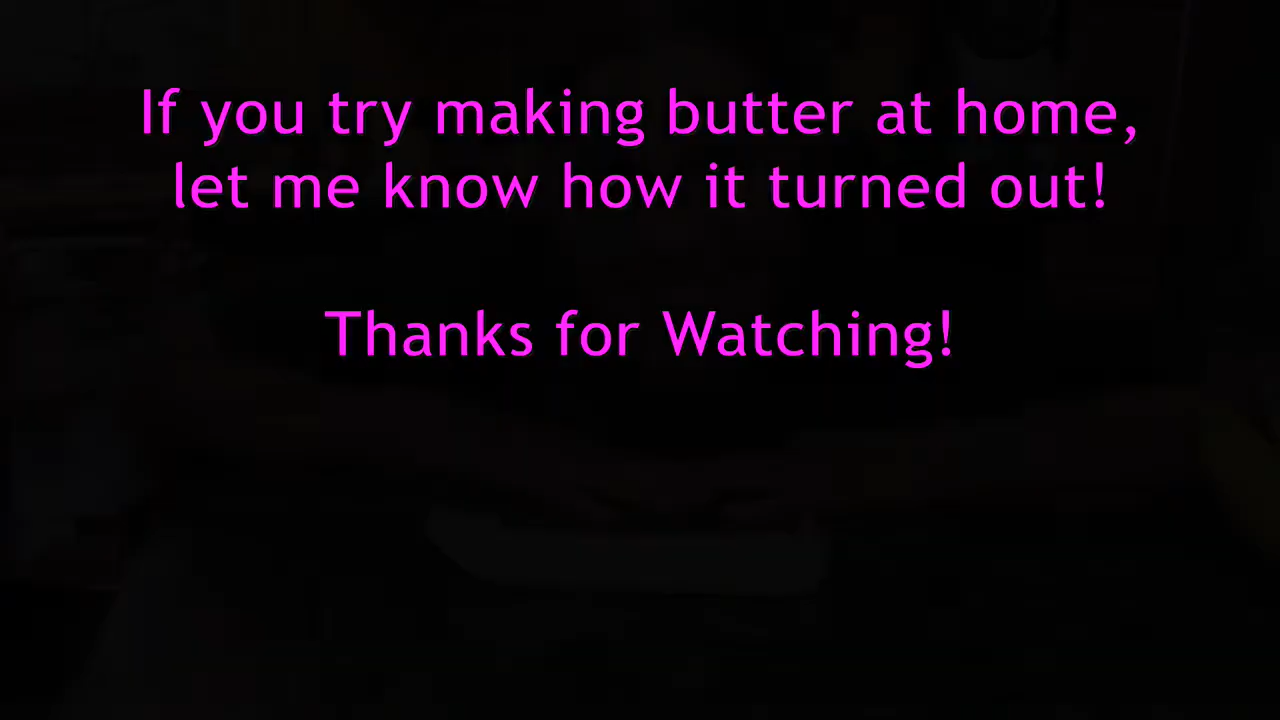 If you try making butter at home,
let me know how it turned out!
Thanks for Watching!